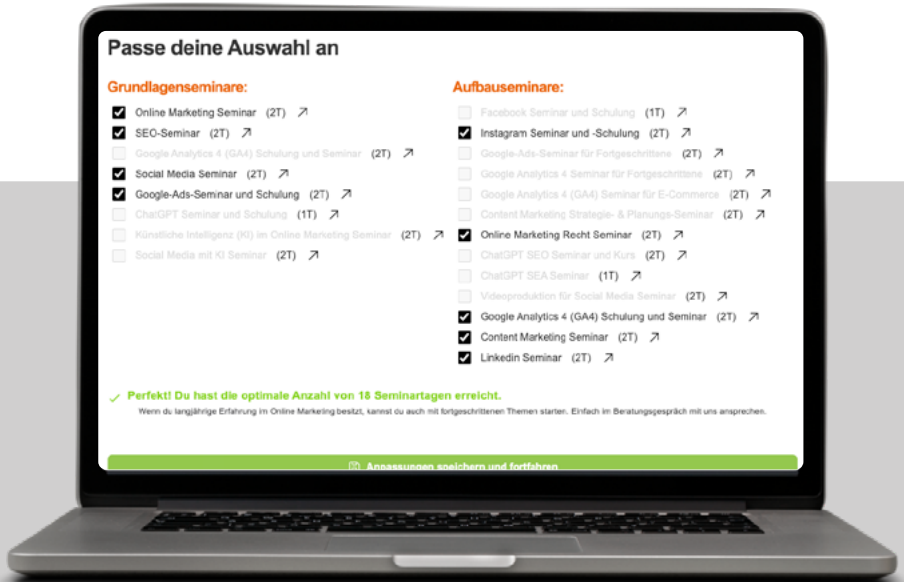 Passe deine Auswahl an
Grundlagenseminare:
Online Marketing Seminar (2T)
SEO-Seminar (2T)
Google Analytics 4 (GA4) Schulung und Seminar (2T)
Social Media Seminar (2T)
Google-Ads-Seminar und Schulung (2T)
ChatGPT Seminar und Schulung (1T)
Künstliche Intelligenz (KI) im Online Marketing Seminar (2T)
Social Media mit KI Seminar (2T)
Aufbauseminare:
Facebook Seminar und Schulung (1T)
Instagram Seminar und -Schulung (2T)
Google-Ads-Seminar für Fortgeschrittene (2T)
Google Analytics 4 Seminar für Fortgeschrittene (2T)
Google Analytics 4 (GA4) Seminar für E-Commerce (2T)
Content Marketing Strategie- & Planungs-Seminar (2T)
Online Marketing Recht Seminar (2T)
ChatGPT SEO Seminar und Kurs (2T)
ChatGPT SEA Seminar (1T)
Videoproduktion für Social Media Seminar (2T)
Google Analytics 4 (GA4) Schulung und Seminar (2T)
Content Marketing Seminar (2T)
Linkedin Seminar (2T)
Perfekt! Du hast die optimale Anzahl von 18 Seminartagen erreicht.
Wenn du langjährige Erfahrung im Online Marketing besitzt, kannst du auch mit fortgeschrittenen Themen starten. Einfach im Beratungsgespräch mit uns ansprechen.
Anpassungen speichern und fortfahren